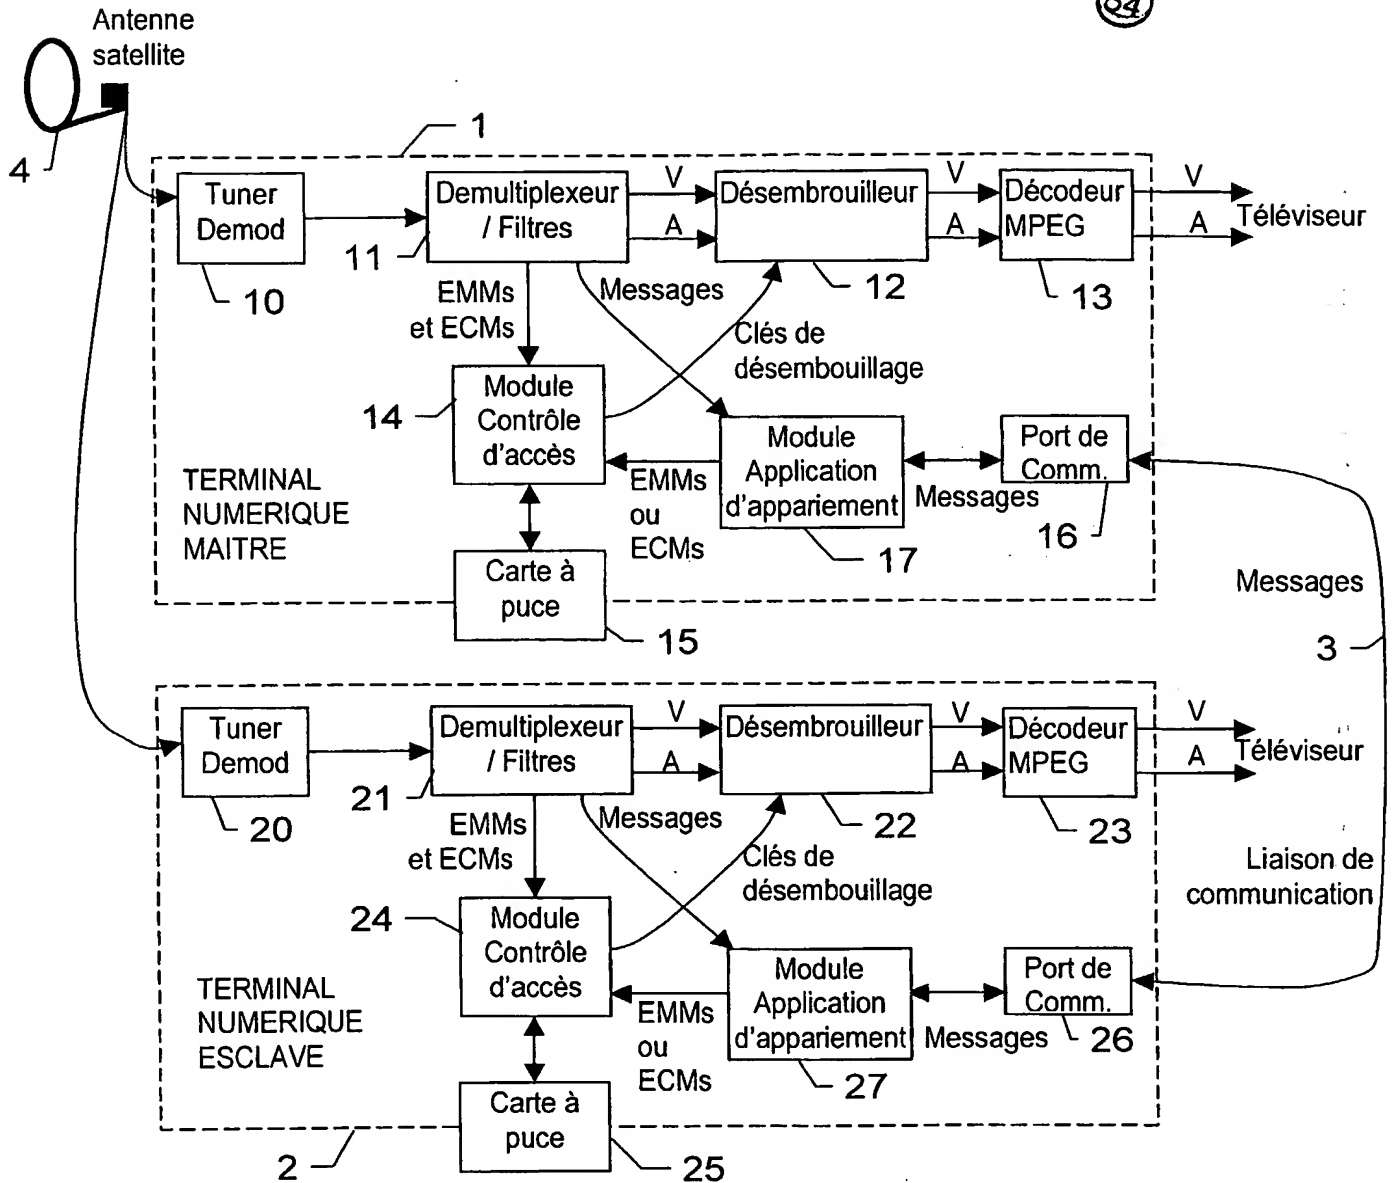 Antenne
satellite
04
4
1
Tuner
Demod
10
Demultiplexeur
/ Filtres
11
V
A
Désembrouilleur
12
V
A
Décodeur
MPEG
13
V
A
Téléviseur
EMMs
et ECMs
Messages
Clés de
désembouillage
14
Module
Contrôle
d'accès
EMMs
ou
ECMs
Module
Application
d'appariement
17
Messages
Port de
Comm.
16
TERMINAL
NUMERIQUE
MAITRE
Carte à
puce
15
Messages
3
Tuner
Demod
20
Demultiplexeur
/ Filtres
21
V
A
Désembrouilleur
22
V
A
Décodeur
MPEG
23
V
A
Téléviseur
EMMs
et ECMs
Messages
Clés de
désembouillage
Liaison de
communication
24
Module
Contrôle
d'accès
EMMs
ou
ECMs
Module
Application
d'appariement
27
Messages
Port de
Comm.
26
TERMINAL
NUMERIQUE
ESCLAVE
Carte à
puce
25
2